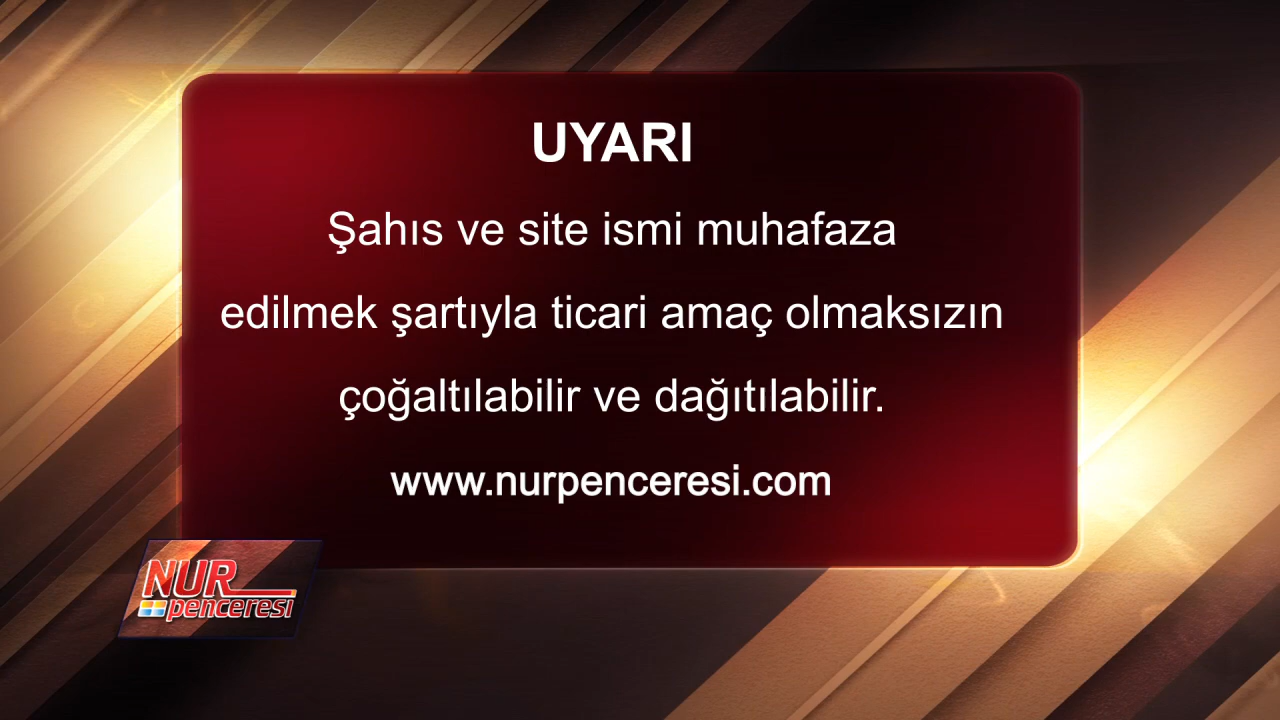 UYARI
Şahıs ve site ismi muhafaza
edilmek şartıyla ticari amaç olmaksızın
çoğaltılabilir ve dağıtılabilir.
www.nurpenceresi.com
NUR
penceresi